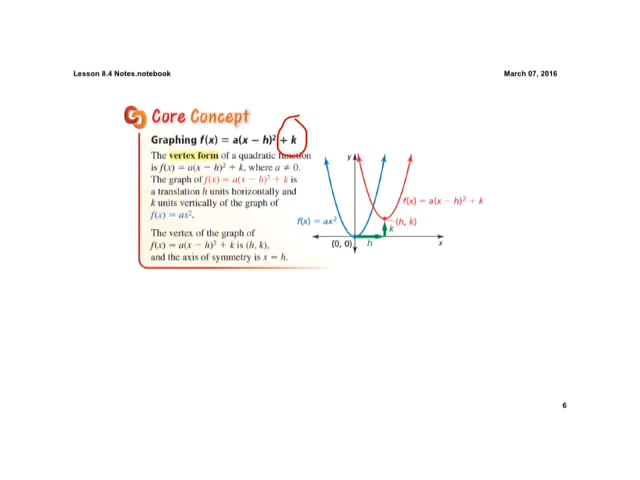 Lesson 8.4 Notes.notebook
March 07, 2016
Core Concept
Graphing f(x) = a(x − h)² + k
The vertex form of a quadratic function
is f(x) = a(x − h)² + k, where a ≠ 0.
The graph of f(x) = a(x − h)² + k is
a translation h units horizontally and
k units vertically of the graph of
f(x) = ax².
The vertex of the graph of
f(x) = a(x − h)² + k is (h, k),
and the axis of symmetry is x = h.
y
f(x) = a(x − h)² + k
f(x) = ax²
(h, k)
k
(0, 0)
h
x
6